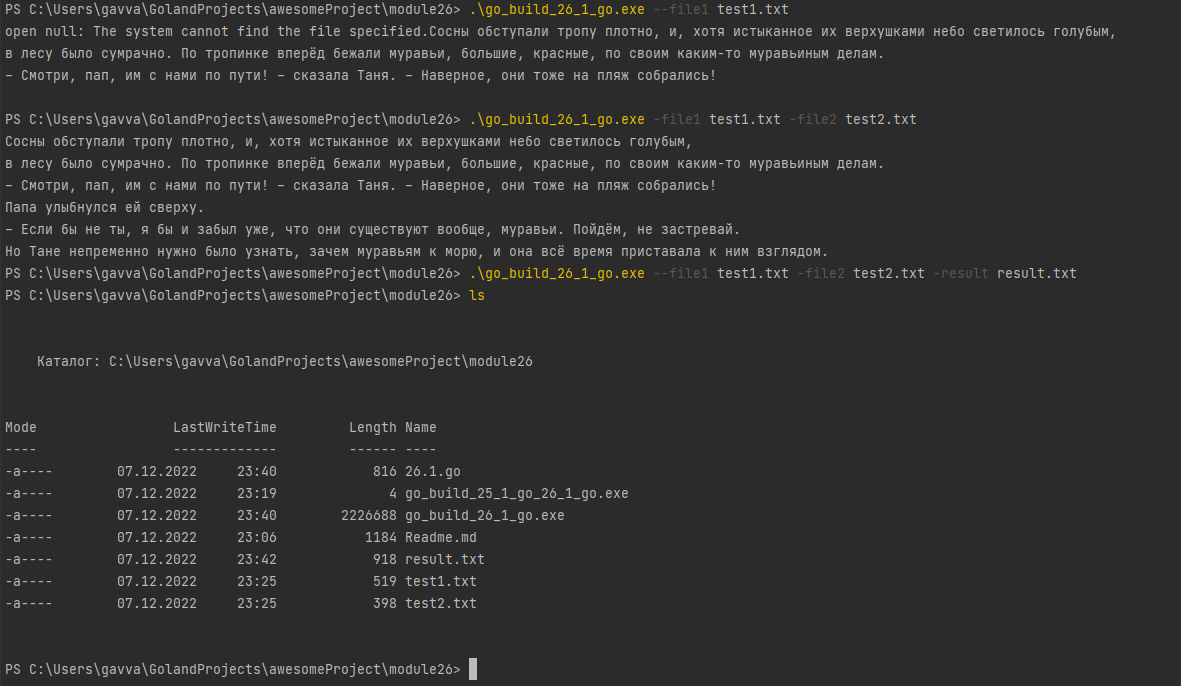 PS C:\Users\gavva\GolandProjects\awesomeProject\module26> .\go_build_26_1_go.exe --file1 test1.txt
open null: The system cannot find the file specified.Сосны обступали тропу плотно, и, хотя истыканное их верхушками небо светилось голубым,
в лесу было сумрачно. По тропинке вперёд бежали муравьи, большие, красные, по своим каким-то муравьиным делам.
– Смотри, пап, им с нами по пути! – сказала Таня. – Наверное, они тоже на пляж собрались!
PS C:\Users\gavva\GolandProjects\awesomeProject\module26> .\go_build_26_1_go.exe -file1 test1.txt -file2 test2.txt
Сосны обступали тропу плотно, и, хотя истыканное их верхушками небо светилось голубым,
в лесу было сумрачно. По тропинке вперёд бежали муравьи, большие, красные, по своим каким-то муравьиным делам.
– Смотри, пап, им с нами по пути! – сказала Таня. – Наверное, они тоже на пляж собрались!
Папа улыбнулся ей сверху.
– Если бы не ты, я бы и забыл уже, что они существуют вообще, муравьи. Пойдём, не застревай.
Но Тане непременно нужно было узнать, зачем муравьям к морю, и она всё время приставала к ним взглядом.
PS C:\Users\gavva\GolandProjects\awesomeProject\module26> .\go_build_26_1_go.exe --file1 test1.txt -file2 test2.txt -result result.txt
PS C:\Users\gavva\GolandProjects\awesomeProject\module26> ls
Каталог: C:\Users\gavva\GolandProjects\awesomeProject\module26
Mode LastWriteTime Length Name
---- ------------- ------ ----
-a---- 07.12.2022 23:40 816 26.1.go
-a---- 07.12.2022 23:19 4 go_build_25_1_go_26_1_go.exe
-a---- 07.12.2022 23:40 2226688 go_build_26_1_go.exe
-a---- 07.12.2022 23:06 1184 Readme.md
-a---- 07.12.2022 23:42 918 result.txt
-a---- 07.12.2022 23:25 519 test1.txt
-a---- 07.12.2022 23:25 398 test2.txt
PS C:\Users\gavva\GolandProjects\awesomeProject\module26>